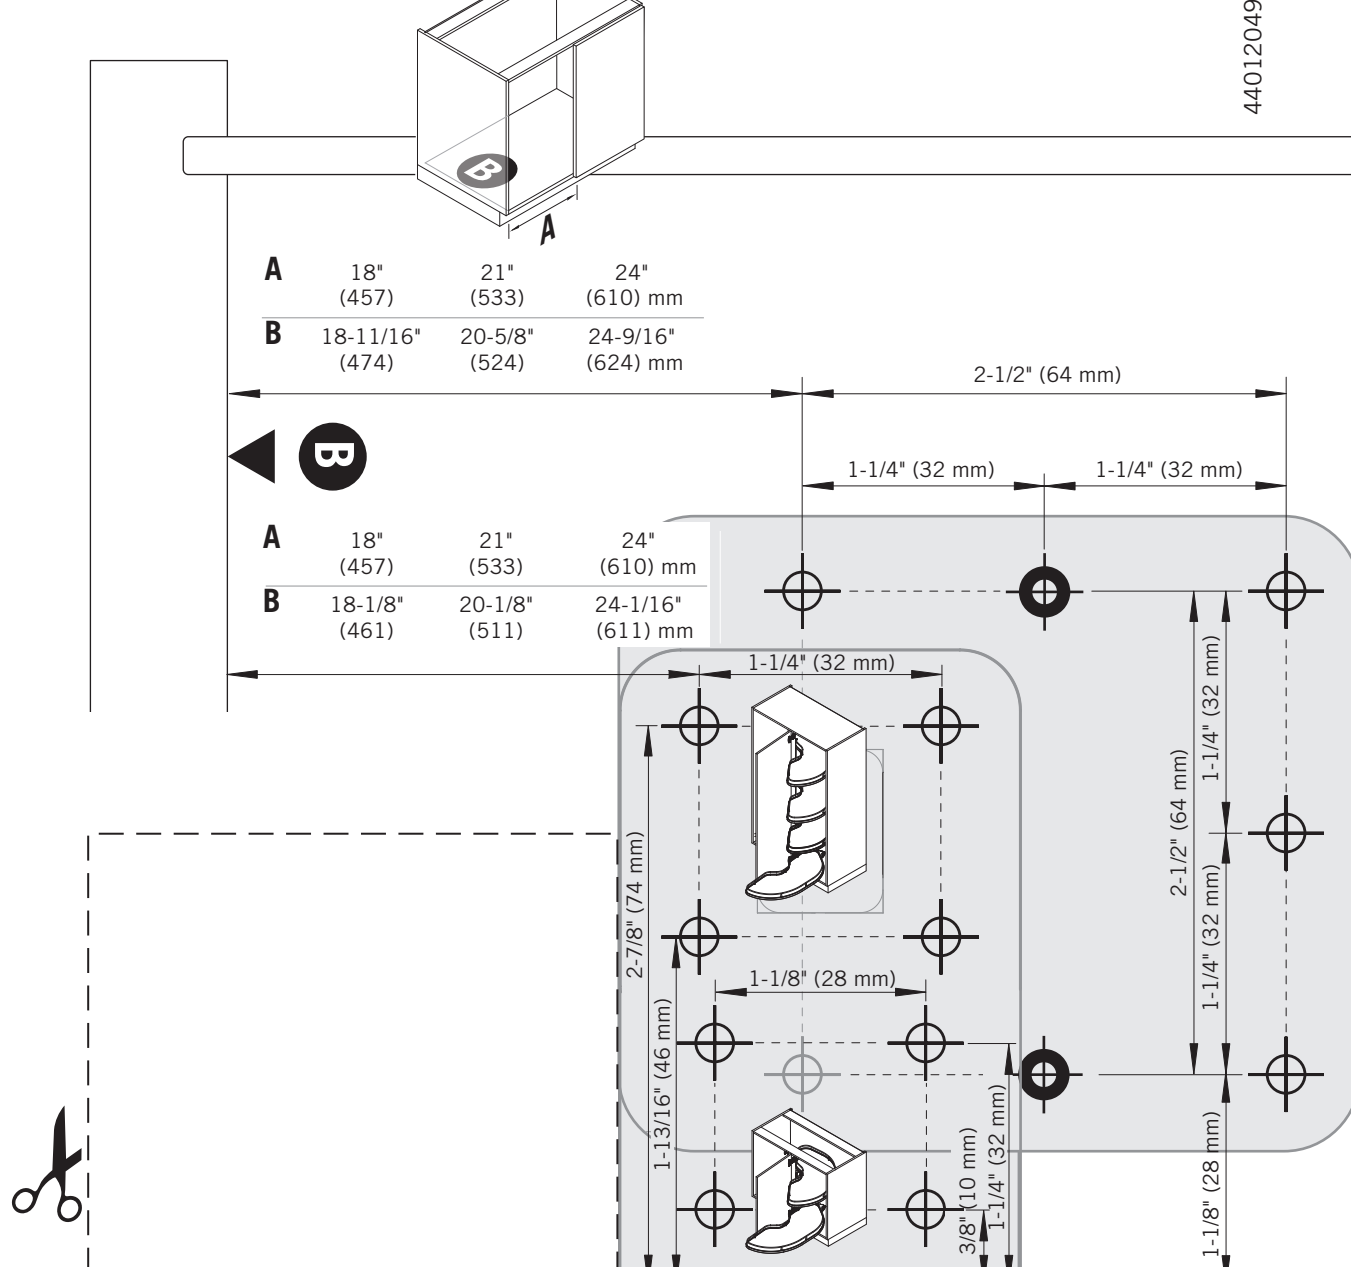 44012049
B
A
A 18" 21" 24"
(457) (533) (610) mm
B 18-11/16" 20-5/8" 24-9/16"
(474) (524) (624) mm
2-1/2" (64 mm)
B
1-1/4" (32 mm) 1-1/4" (32 mm)
A 18" 21" 24"
(457) (533) (610) mm
B 18-1/8" 20-1/8" 24-1/16"
(461) (511) (611) mm
1-1/4" (32 mm)
1-1/4" (32 mm)
2-1/2" (64 mm)
2-7/8" (74 mm)
1-1/4" (32 mm)
1-1/8" (28 mm)
1-13/16" (46 mm)
1-1/4" (32 mm)
3/8" (10 mm)
1-1/8" (28 mm)